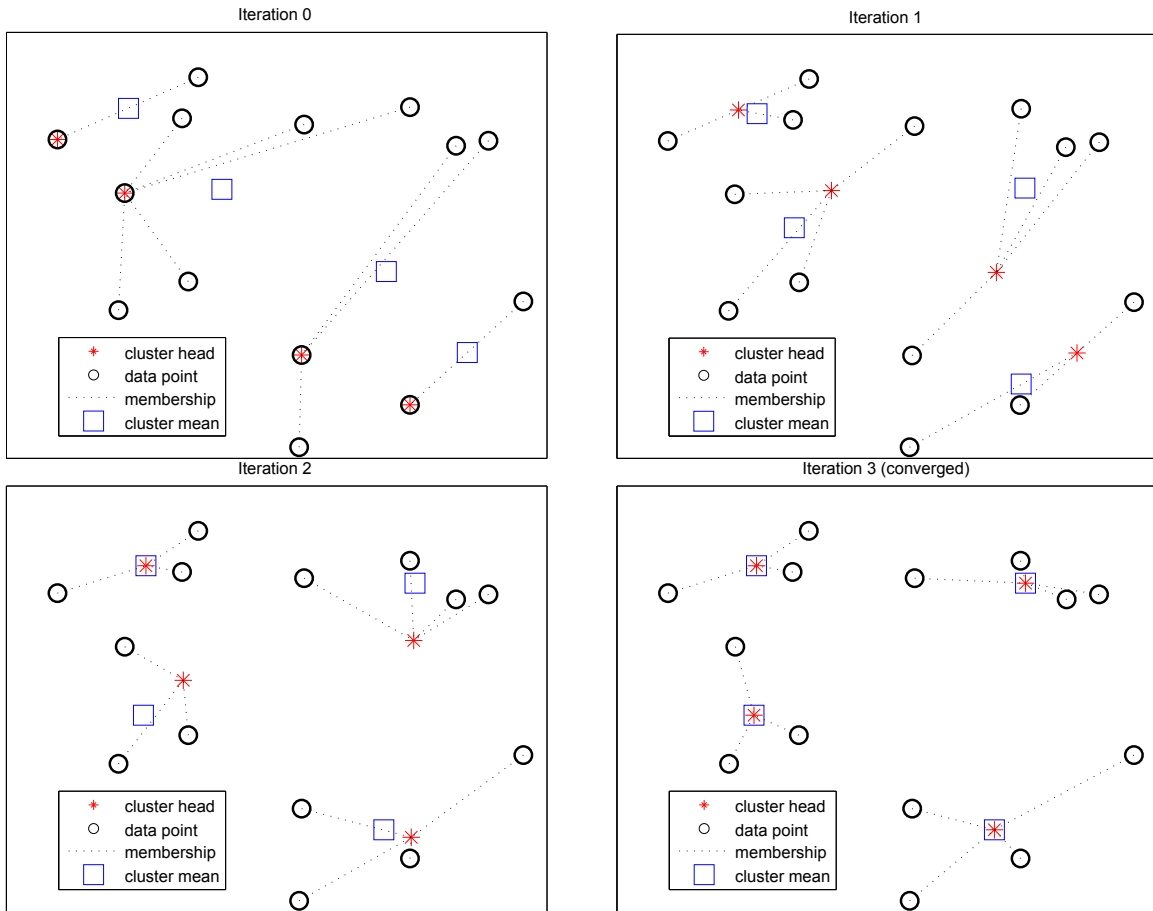 Iteration 0
cluster head
data point
membership
cluster mean
Iteration 1
cluster head
data point
membership
cluster mean
Iteration 2
cluster head
data point
membership
cluster mean
Iteration 3 (converged)
cluster head
data point
membership
cluster mean